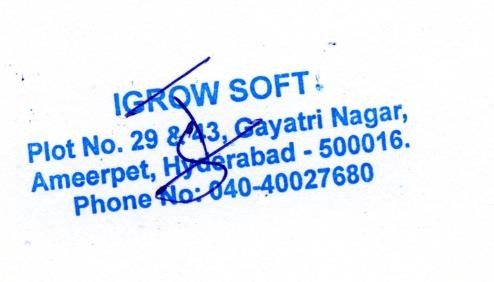 IGROW SOFT
Plot No. 29 & 43, Gayatri Nagar,
Ameerpet, Hyderabad - 500016.
Phone No: 040-40027680